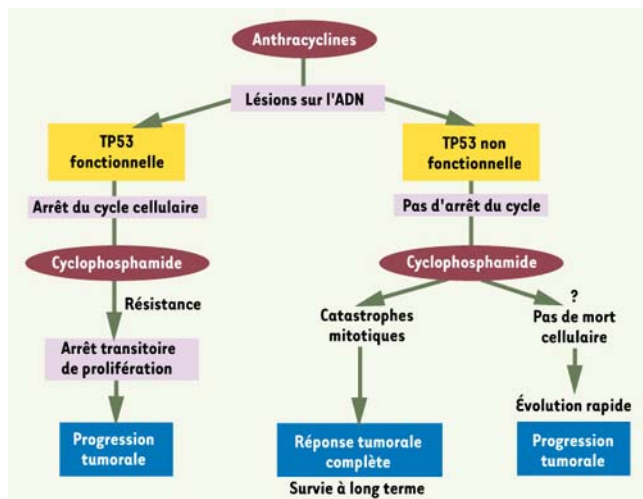 Anthracyclines
Lésions sur l'ADN
TP53
fonctionnelle
TP53 non
fonctionnelle
Arrêt du cycle cellulaire
Pas d'arrêt du cycle
Cyclophosphamide
Cyclophosphamide
Résistance
Arrêt transitoire
de prolifération
Progression
tumorale
Catastrophes
mitotiques
Réponse tumorale
complète
Survie à long terme
?
Pas de mort
cellulaire
Évolution rapide
Progression
tumorale